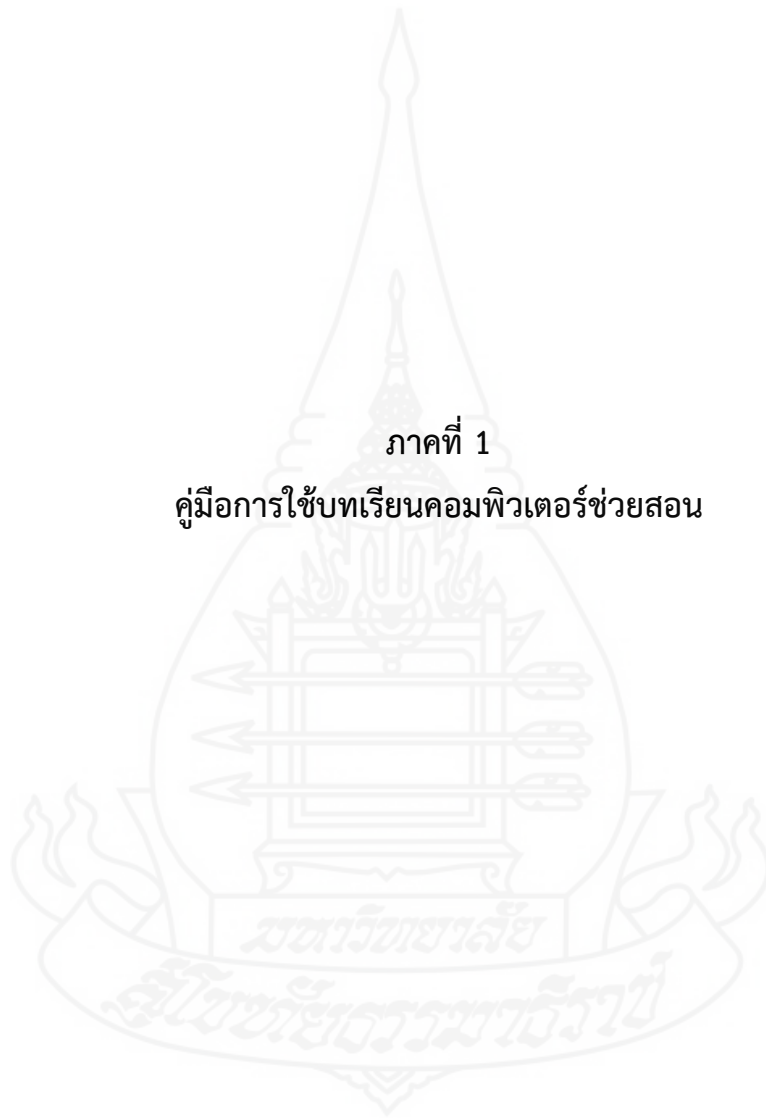 ภาคที่ 1
คู่มือการใช้บทเรียนคอมพิวเตอร์ช่วยสอน
มหาวิทยาลัย
สุโขทัยธรรมาธิราช